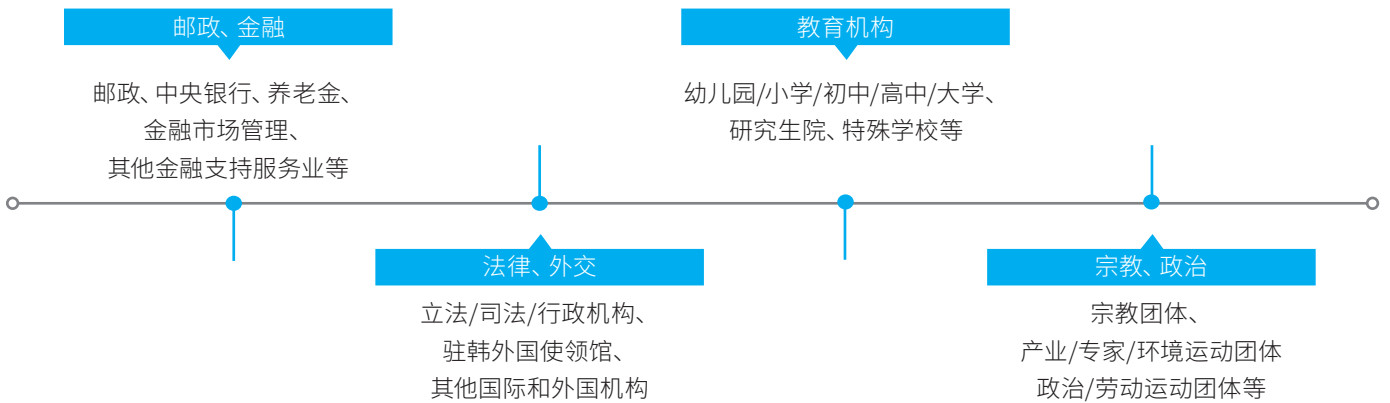 邮政、金融
邮政、中央银行、养老金、
金融市场管理、
其他金融支持服务业等
法律、外交
立法/司法/行政机构、
驻韩外国使领馆、
其他国际和外国机构
教育机构
幼儿园/小学/初中/高中/大学、
研究生院、特殊学校等
宗教、政治
宗教团体、
产业/专家/环境运动团体
政治/劳动运动团体等